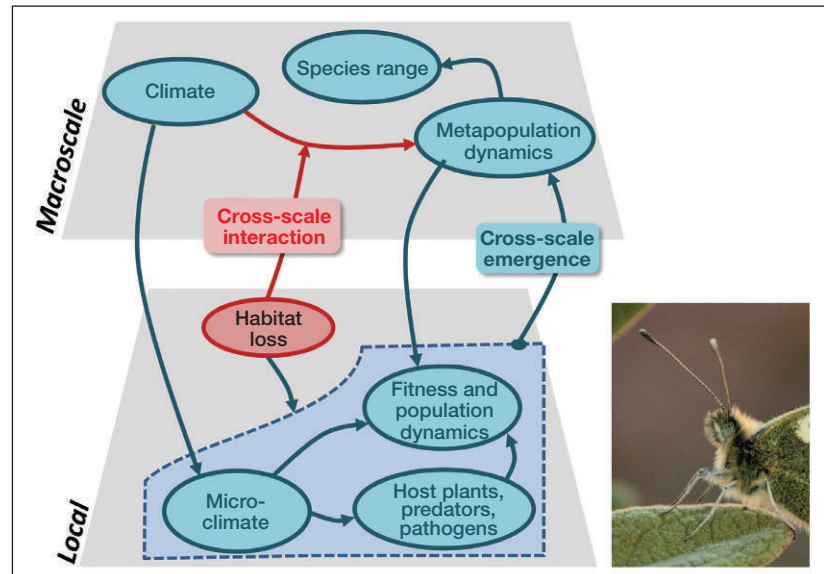 Macroscale
Climate
Species range
Metapopulation
dynamics
Cross-scale
interaction
Cross-scale
emergence
Local
Habitat
loss
Fitness and
population
dynamics
Micro-
climate
Host plants,
predators,
pathogens